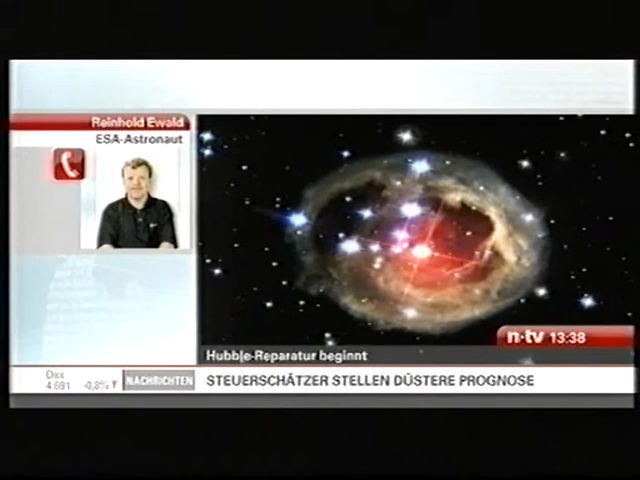 Reinhold Ewald
ESA-Astronaut
n-tv 13:38
Hubble-Reparatur beginnt
Dax
4.691 -0,8%
NACHRICHTEN
STEUERSCHÄTZER STELLEN DÜSTERE PROGNOSE